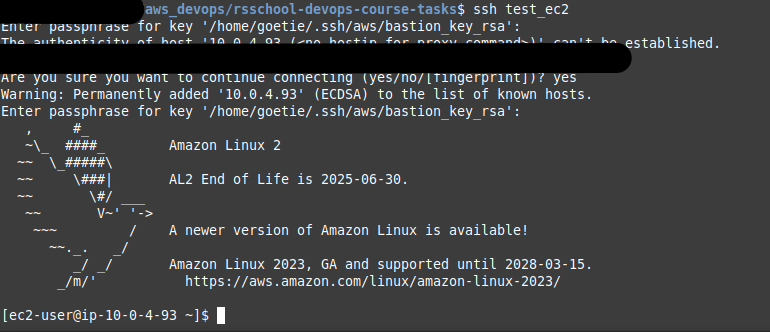 aws_devops/rsschool-devops-course-tasks$ ssh test_ec2
Enter passphrase for key '/home/goetie/.ssh/aws/bastion_key_rsa':
The authenticity of host '10.0.4.93 (<no hostip for proxy command>)' can't be established.
Are you sure you want to continue connecting (yes/no/[fingerprint])? yes
Warning: Permanently added '10.0.4.93' (ECDSA) to the list of known hosts.
Enter passphrase for key '/home/goetie/.ssh/aws/bastion_key_rsa':
   ,     #_
   ~\_  ####_        Amazon Linux 2
  ~~  \_#####\
  ~~     \###|       AL2 End of Life is 2025-06-30.
  ~~       \#/ ___
   ~~       V~' '->
    ~~~         /    A newer version of Amazon Linux is available!
      ~~._.   _/
         _/ _/       Amazon Linux 2023, GA and supported until 2028-03-15.
       _/m/'           https://aws.amazon.com/linux/amazon-linux-2023/
[ec2-user@ip-10-0-4-93 ~]$